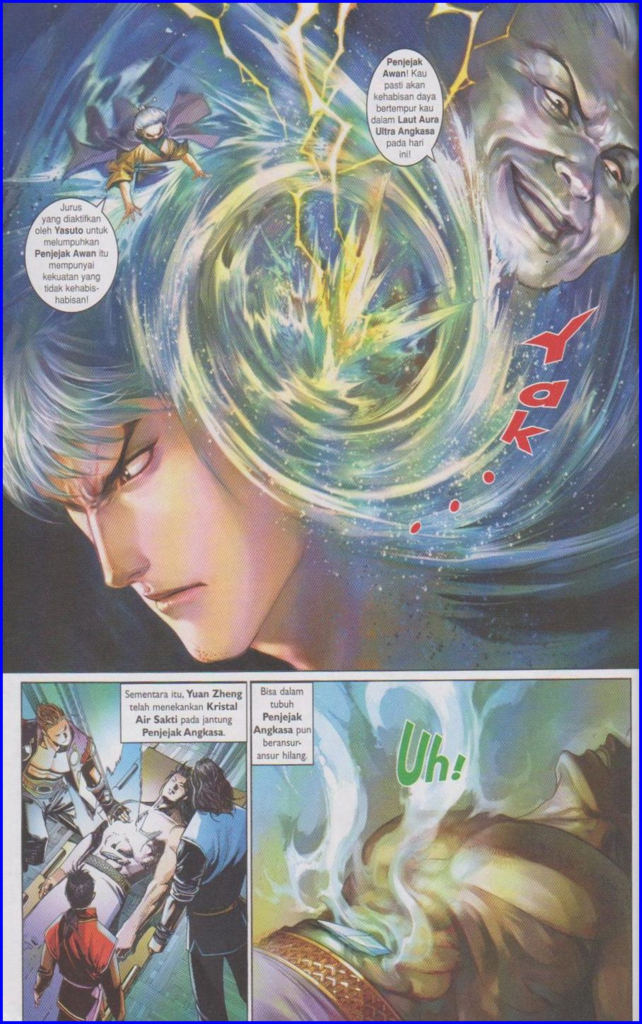 Penjejak
Awan! Kau
pasti akan
kehabisan daya
bertempur kau
dalam Laut Aura
Ultra Angkasa
pada hari
ini!
Jurus
yang diaktifkan
oleh Yasuto untuk
melumpuhkan
Penjejak Awan itu
mempunyai
kekuatan yang
tidak kehabis-
habisan!
Yak...
Sementara itu, Yuan Zheng
telah menekankan Kristal
Air Sakti pada jantung
Penjejak Angkasa.
Bisa dalam
tubuh
Penjejak
Angkasa pun
beransur-
ansur hilang.
Uh!